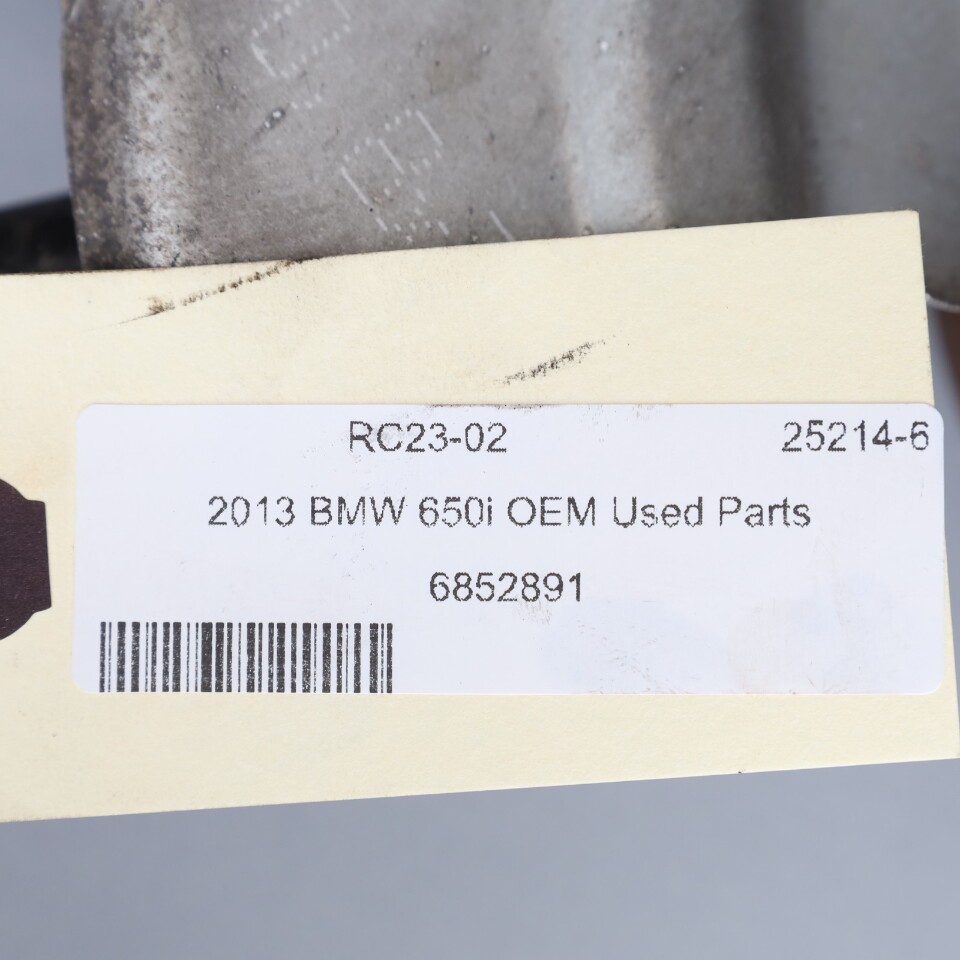 RC23-02 25214-6
2013 BMW 650i OEM Used Parts
6852891